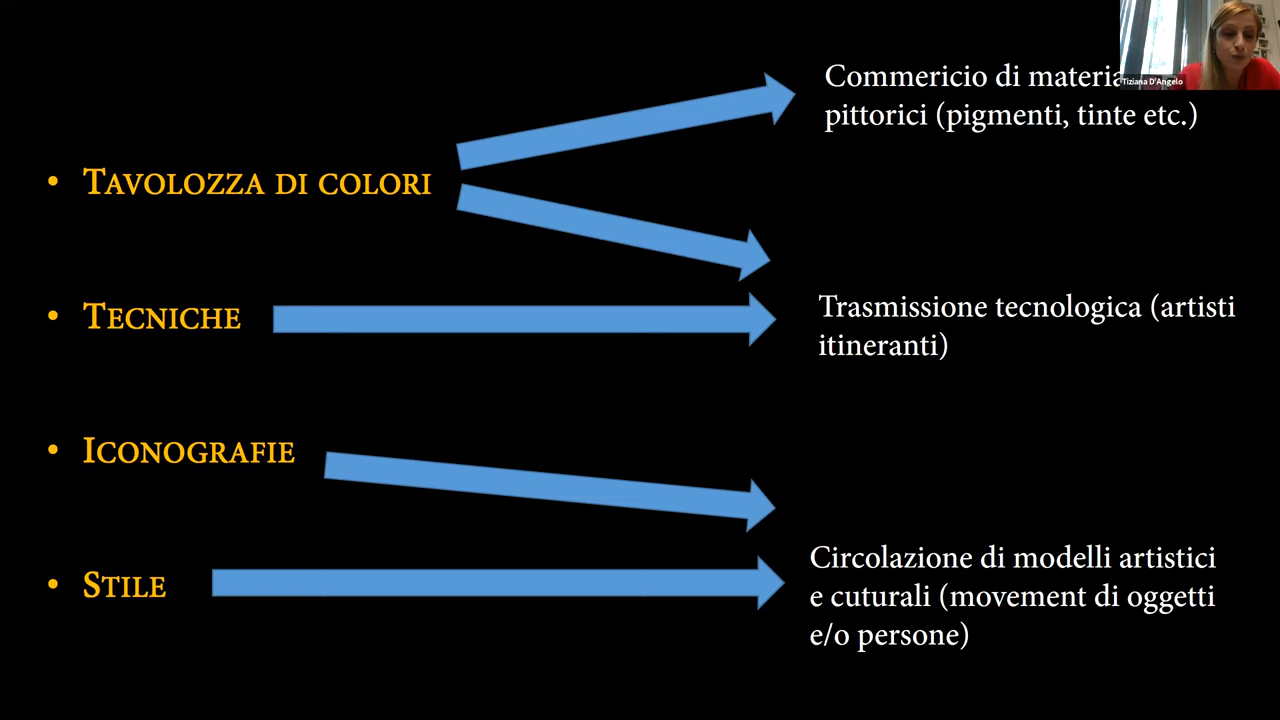 Commericio di
pittorici (pigmenti, tinte etc.)
Tiziana D'Angelo
• TAVOLOZZA DI COLORI
• TECNICHE
Trasmissione tecnologica (artisti
itineranti)
• ICONOGRAFIE
• STILE
Circolazione di modelli artistici
e cuturali (movement di oggetti
e/o persone)